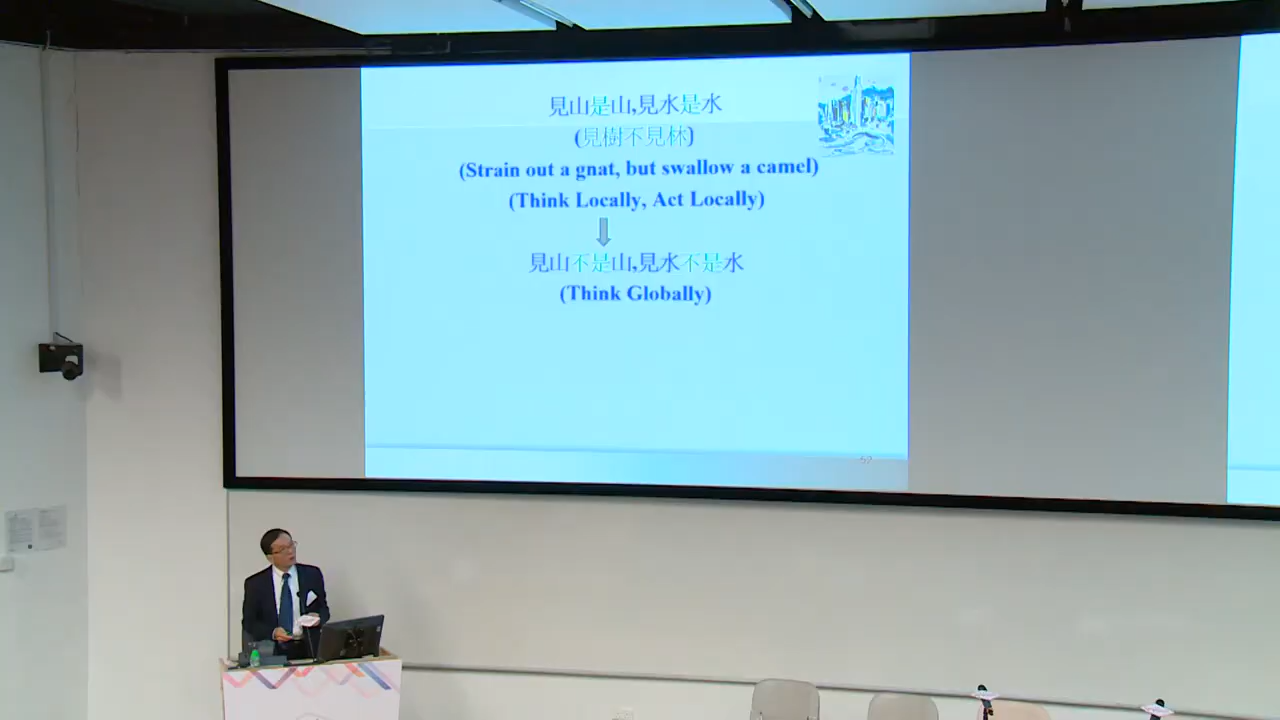 見山是山,見水是水
(見樹不見林)
(Strain out a gnat, but swallow a camel)
(Think Locally, Act Locally)
見山不是山,見水不是水
(Think Globally)